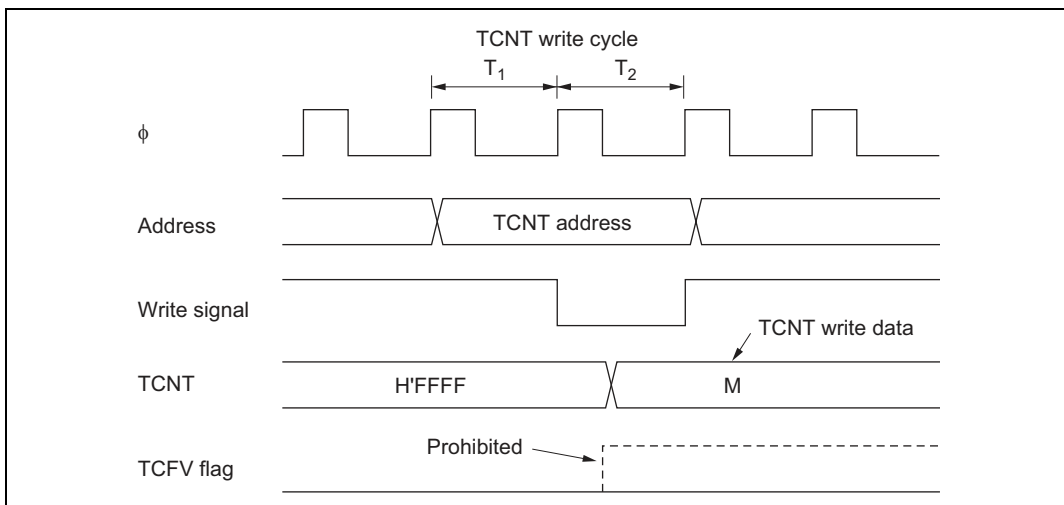 TCNT write cycle
T1 T2
ϕ
Address TCNT address
Write signal
TCNT write data
TCNT H'FFFF M
Prohibited
TCFV flag